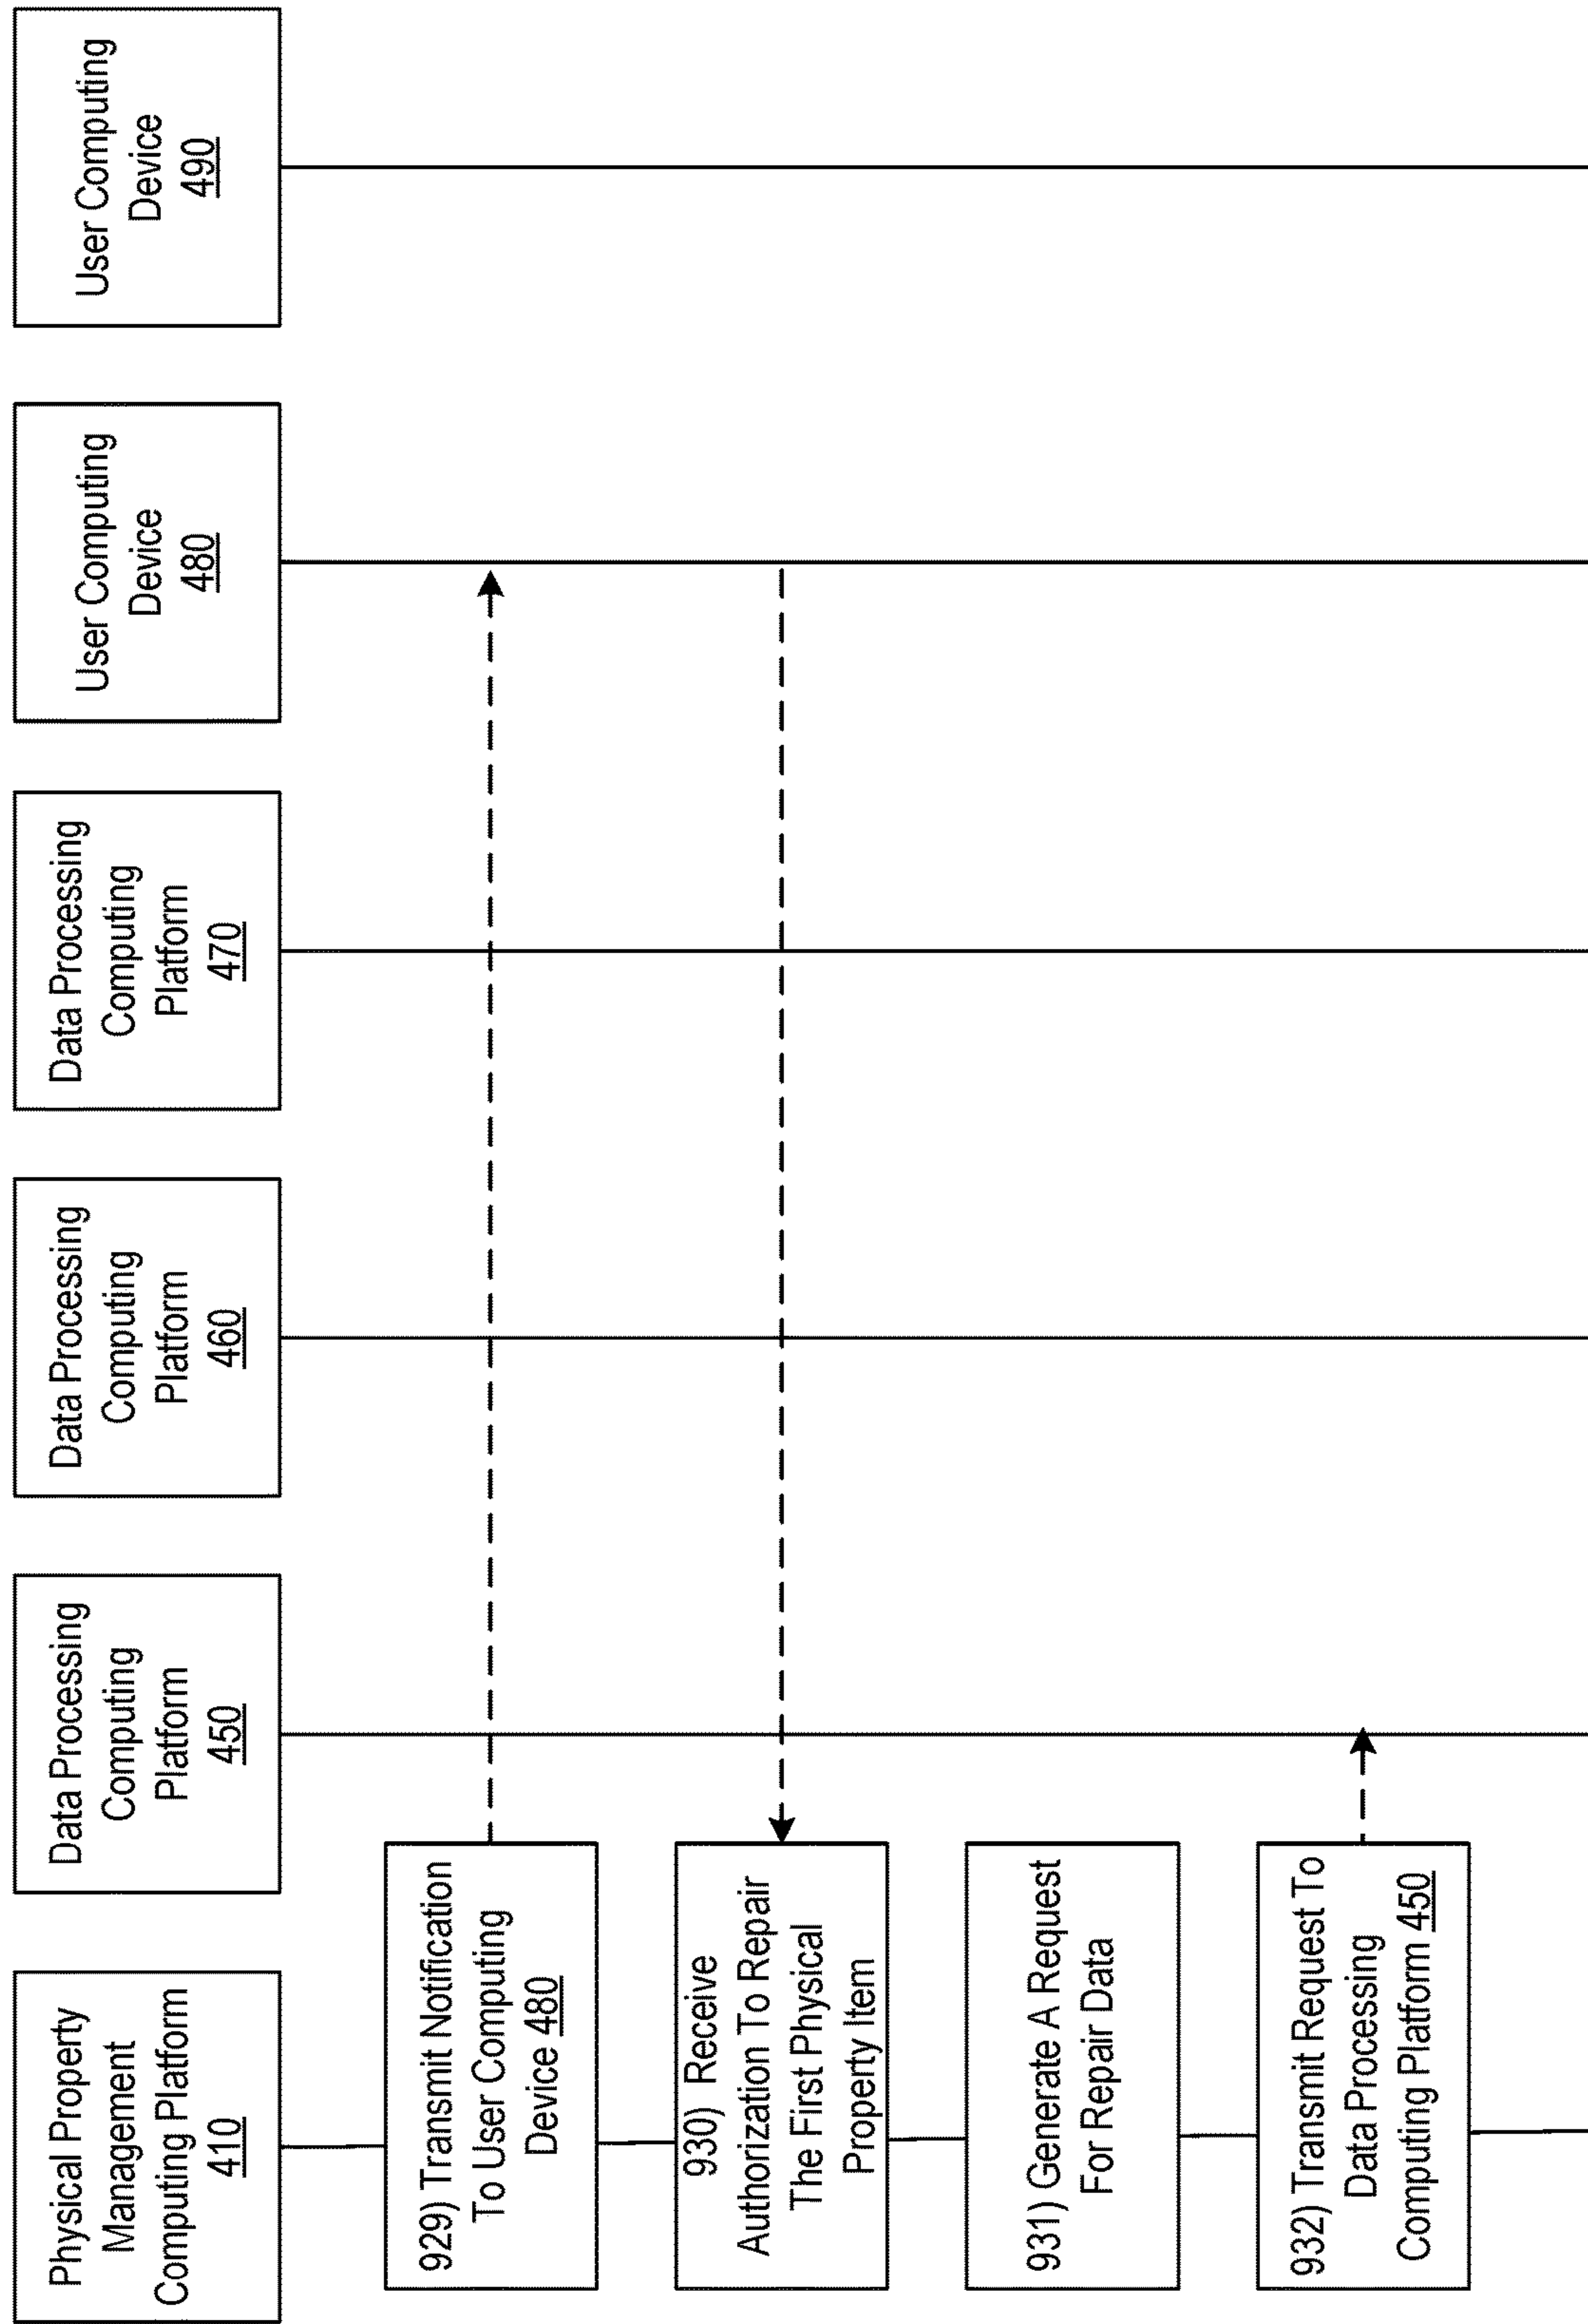 Physical Property
Management
Computing Platform
410
Data Processing
Computing
Platform
450
Data Processing
Computing
Platform
460
Data Processing
Computing
Platform
470
User Computing
Device
480
User Computing
Device
490
929) Transmit Notification
To User Computing
Device 480
930) Receive
Authorization To Repair
The First Physical
Property Item
931) Generate A Request
For Repair Data
932) Transmit Request To
Data Processing
Computing Platform 450